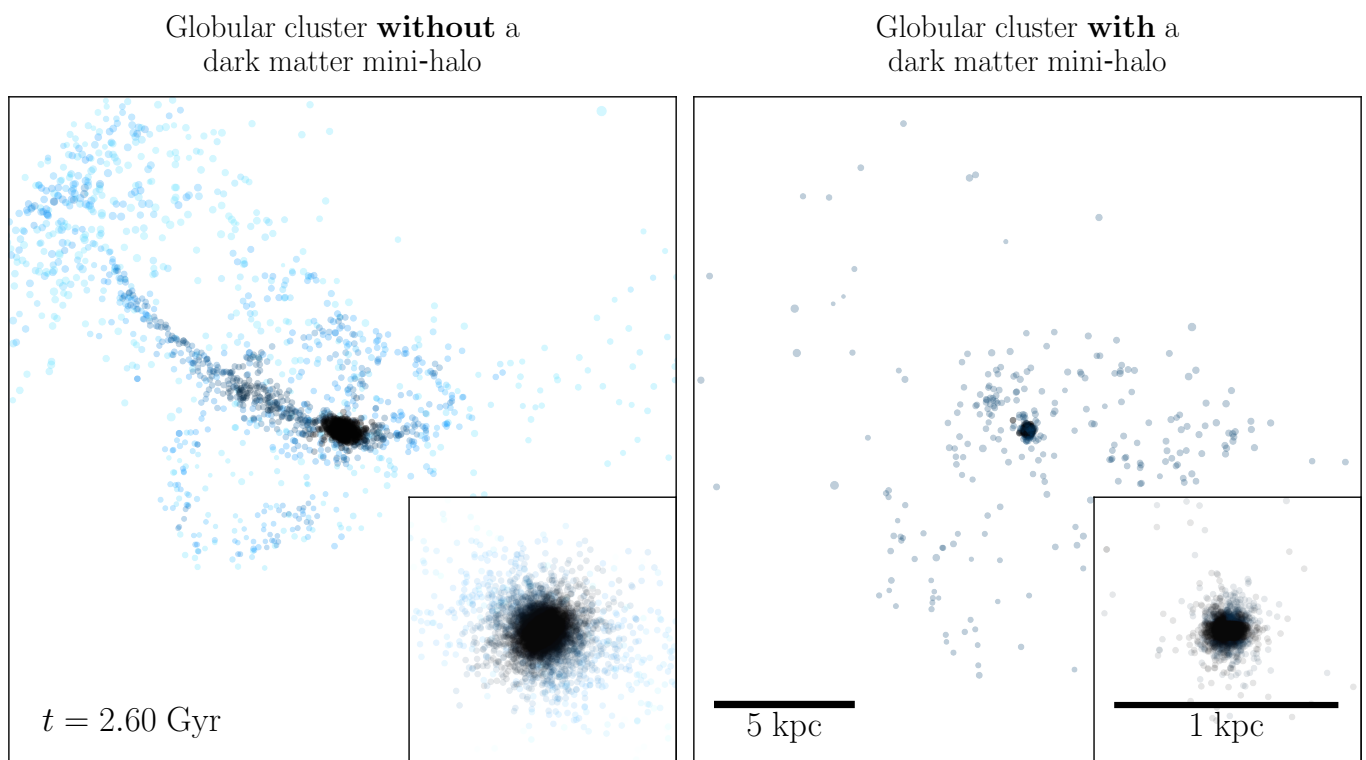 Globular cluster without a
dark matter mini-halo
Globular cluster with a
dark matter mini-halo
t = 2.60 Gyr
5 kpc
1 kpc